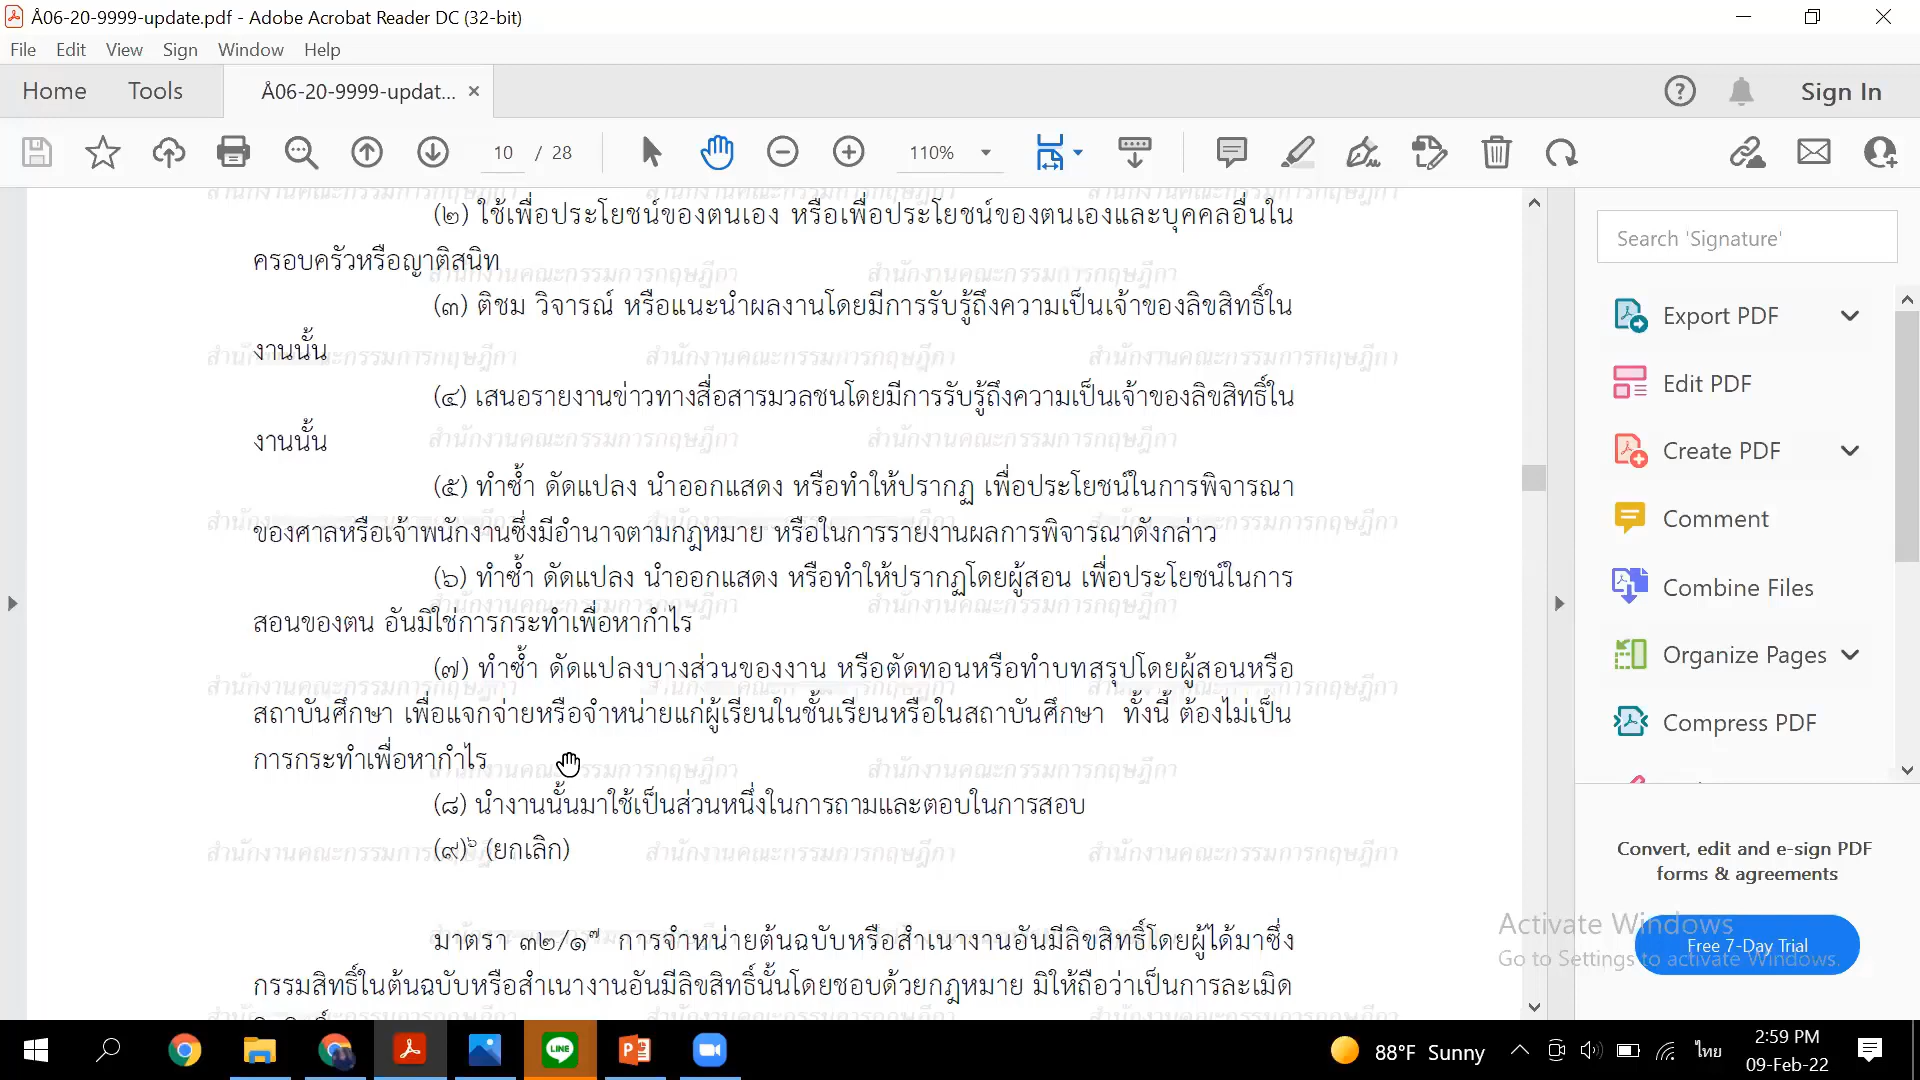 Å06-20-9999-update.pdf - Adobe Acrobat Reader DC (32-bit)
File Edit View Sign Window Help
Home Tools Å06-20-9999-updat... Sign In
10 / 28 110%
(๒) ใช้เพื่อประโยชน์ของตนเอง หรือเพื่อประโยชน์ของตนเองและบุคคลอื่นใน
ครอบครัวหรือญาติสนิท
(๓) ติชม วิจารณ์ หรือแนะนำผลงานโดยมีการรับรู้ถึงความเป็นเจ้าของลิขสิทธิ์ใน
งานนั้น
(๔) เสนอรายงานข่าวทางสื่อสารมวลชนโดยมีการรับรู้ถึงความเป็นเจ้าของลิขสิทธิ์ใน
งานนั้น
(๕) ทำซ้ำ ดัดแปลง นำออกแสดง หรือทำให้ปรากฏ เพื่อประโยชน์ในการพิจารณา
ของศาลหรือเจ้าพนักงานซึ่งมีอำนาจตามกฎหมาย หรือในการรายงานผลการพิจารณาดังกล่าว
(๖) ทำซ้ำ ดัดแปลง นำออกแสดง หรือทำให้ปรากฏโดยผู้สอน เพื่อประโยชน์ในการ
สอนของตน อันมิใช่การกระทำเพื่อหากำไร
(๗) ทำซ้ำ ดัดแปลงบางส่วนของงาน หรือตัดทอนหรือทำบทสรุปโดยผู้สอนหรือ
สถาบันศึกษา เพื่อแจกจ่ายหรือจำหน่ายแก่ผู้เรียนในชั้นเรียนหรือในสถาบันศึกษา ทั้งนี้ ต้องไม่เป็น
การกระทำเพื่อหากำไร
(๘) นำงานนั้นมาใช้เป็นส่วนหนึ่งในการถามและตอบในการสอบ
(๙)๖ (ยกเลิก)
มาตรา ๓๒/๑๗ การจำหน่ายต้นฉบับหรือสำเนางานอันมีลิขสิทธิ์โดยผู้ได้มาซึ่ง
กรรมสิทธิ์ในต้นฉบับหรือสำเนางานอันมีลิขสิทธิ์นั้นโดยชอบด้วยกฎหมาย มิให้ถือว่าเป็นการละเมิด
สำนักงานคณะกรรมการกฤษฎีกา
Search 'Signature'
Export PDF
Edit PDF
Create PDF
Comment
Combine Files
Organize Pages
Compress PDF
Convert, edit and e-sign PDF
forms & agreements
Free 7-Day Trial
Activate Windows
Go to Settings to activate Windows.
88°F Sunny ไทย 2:59 PM
09-Feb-22